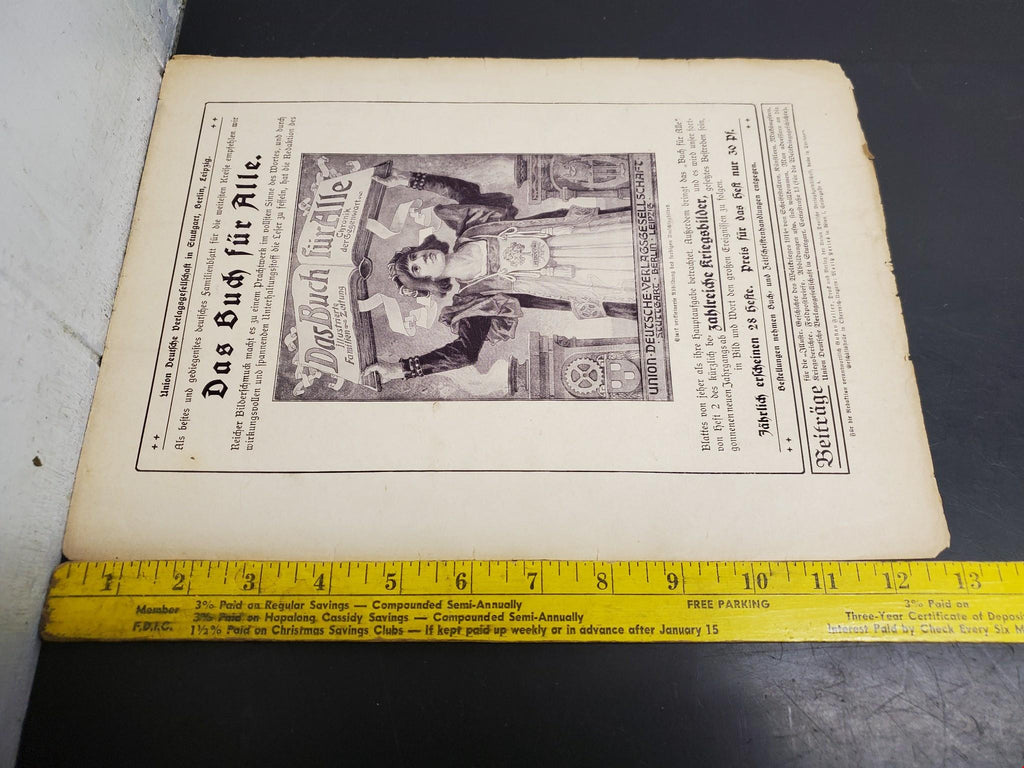 Union Deutsche Verlagsgesellschaft in Stuttgart, Berlin, Leipzig.
Als bestes und gediegenstes deutsches Familienblatt für die weitesten Kreise empfehlen wir
Das Buch für Alle.
Reicher Bilderschmuck macht es zu einem Prachtwerk im vollsten Sinne des Wortes, und durch
wirkungsvollen und spannenden Unterhaltungsstoff die Leser zu fesseln, hat die Redaktion des
Das Buch für Alle
Illustrierte
Familien-Zeitung
Chronik
der Gegenwart
UNION·DEUTSCHE·VERLAGSGESELLSCHAFT
·STUTTGART·BERLIN·LEIPZIG·
Blattes von jeher als ihre Hauptaufgabe betrachtet. Außerdem bringt das „Buch für Alle"
von Heft 2 des kürzlich be- zahlreiche Kriegsbilder, und es wird unser fort-
gonnenen neuen Jahrgangs ab gesetztes Bestreben sein,
in Bild und Wort den großen Ereignissen zu folgen.
Jährlich erscheinen 28 Hefte. Preis für das Heft nur 30 Pf.
Bestellungen nehmen Buch- und Zeitschriftenhandlungen entgegen.
Beiträge
1 2 3 4 5 6 7 8 9 10 11 12 13
Member
F.D.I.C.
3% Paid on Regular Savings — Compounded Semi-Annually
3% Paid on Hopalong Cassidy Savings — Compounded Semi-Annually
1½% Paid on Christmas Savings Clubs — If kept paid up weekly or in advance after January 15
FREE PARKING
3% Paid on
Three-Year Certificate of Deposi
Interest Paid by Check Every Six M